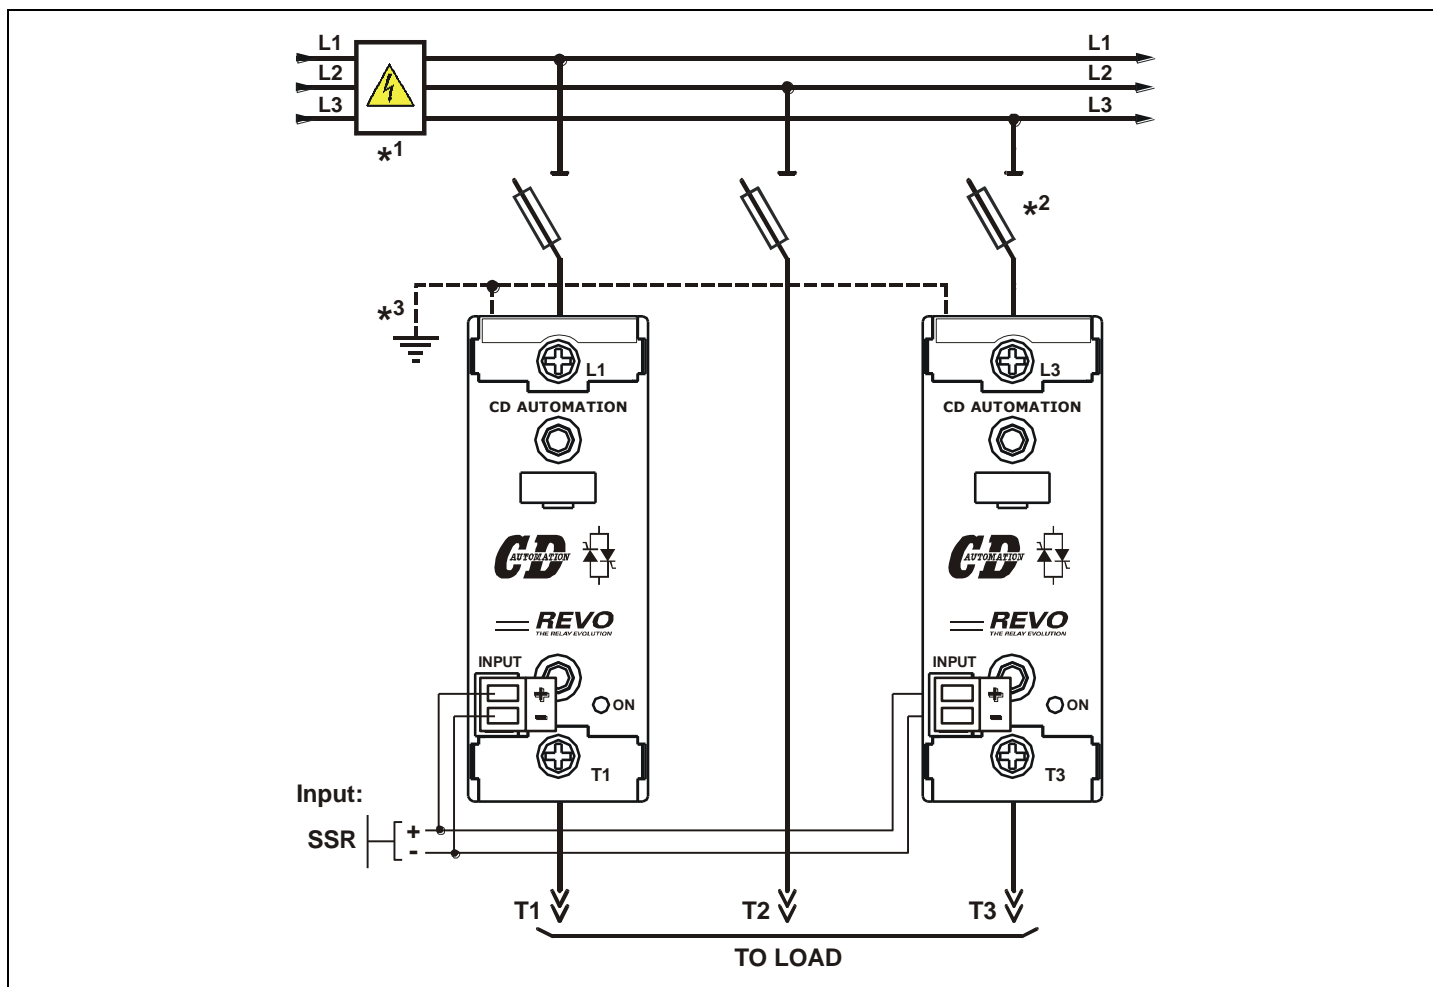 L1
L1
L2
L2
L3
L3
*1
*2
*3
L1
L3
CD AUTOMATION
CD AUTOMATION
CD
AUTOMATION
CD
AUTOMATION
REVO
THE RELAY EVOLUTION
REVO
THE RELAY EVOLUTION
INPUT
INPUT
+
+
ON
ON
-
-
T1
T3
Input:
SSR
+
-
T1
T2
T3
TO LOAD